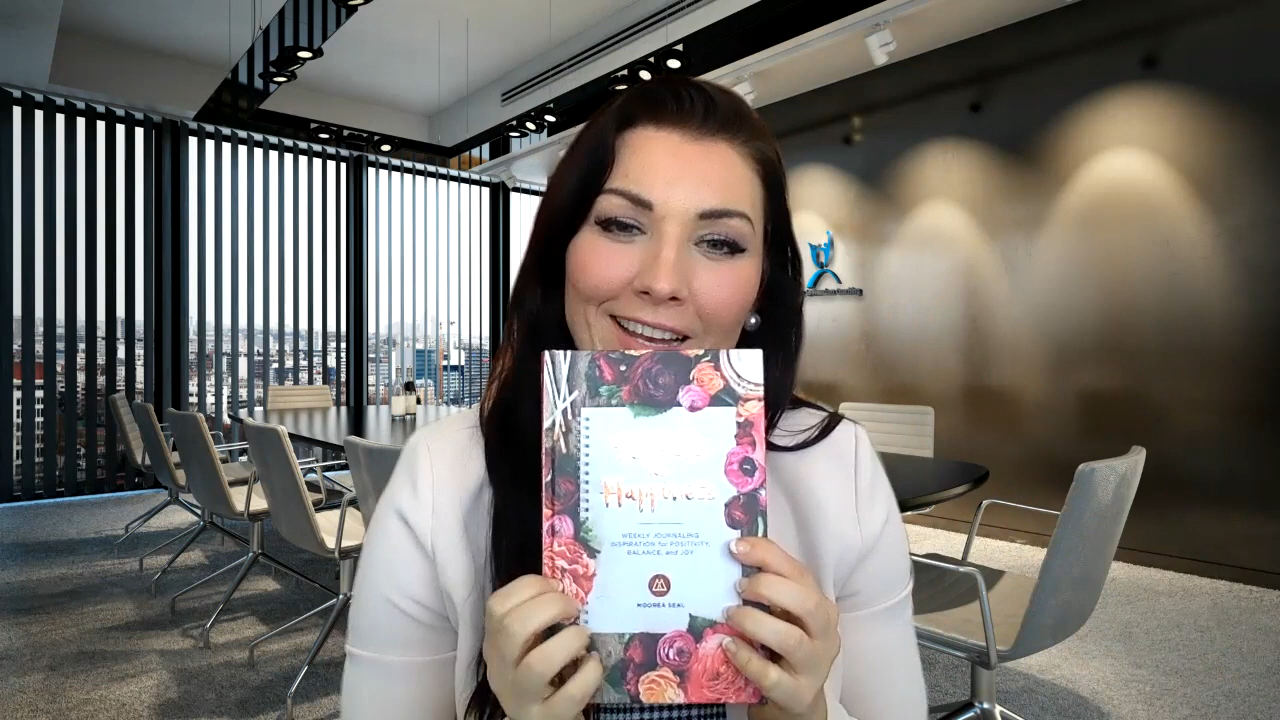 Happiness
WEEKLY JOURNALING
INSPIRATION for POSITIVITY,
BALANCE, and JOY
MOOREA SEAL